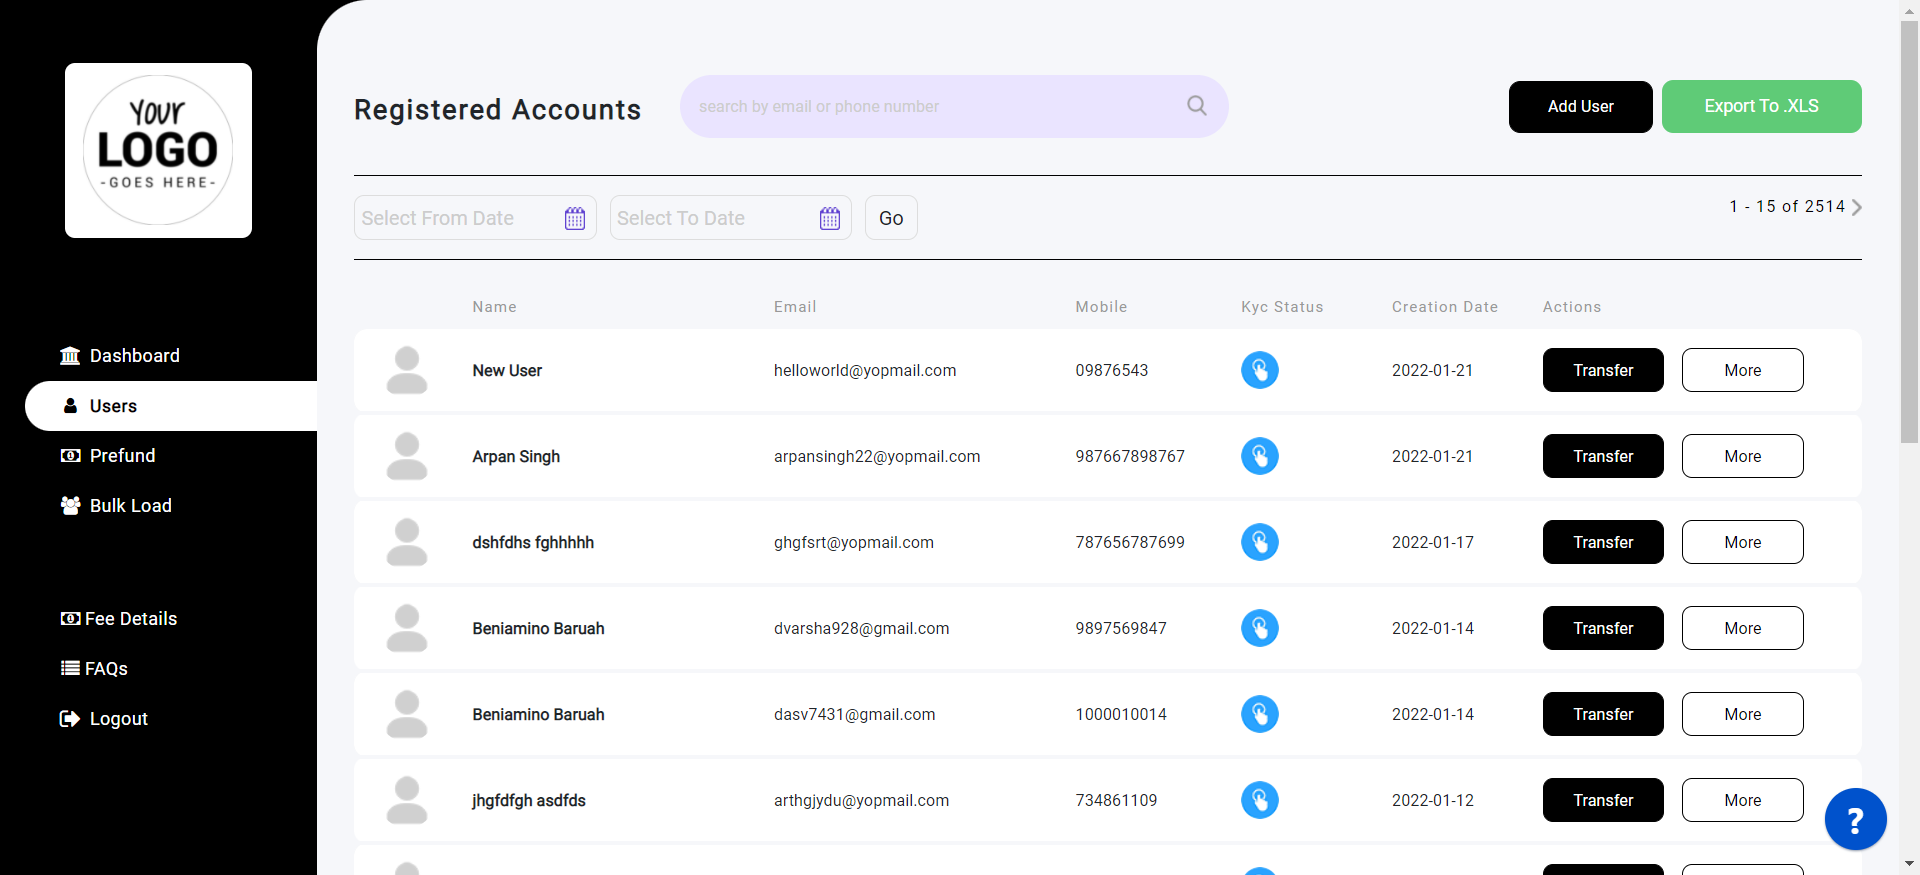 YOUR
LOGO
-GOES HERE-
Dashboard
Users
Prefund
Bulk Load
Fee Details
FAQs
Logout
Registered Accounts
search by email or phone number
Add User
Export To .XLS
Select From Date
Select To Date
Go
1 - 15 of 2514
Name Email Mobile Kyc Status Creation Date Actions
New User helloworld@yopmail.com 09876543 2022-01-21 Transfer More
Arpan Singh arpansingh22@yopmail.com 987667898767 2022-01-21 Transfer More
dshfdhs fghhhhh ghgfsrt@yopmail.com 787656787699 2022-01-17 Transfer More
Beniamino Baruah dvarsha928@gmail.com 9897569847 2022-01-14 Transfer More
Beniamino Baruah dasv7431@gmail.com 1000010014 2022-01-14 Transfer More
jhgfdfgh asdfds arthgjydu@yopmail.com 734861109 2022-01-12 Transfer More
?